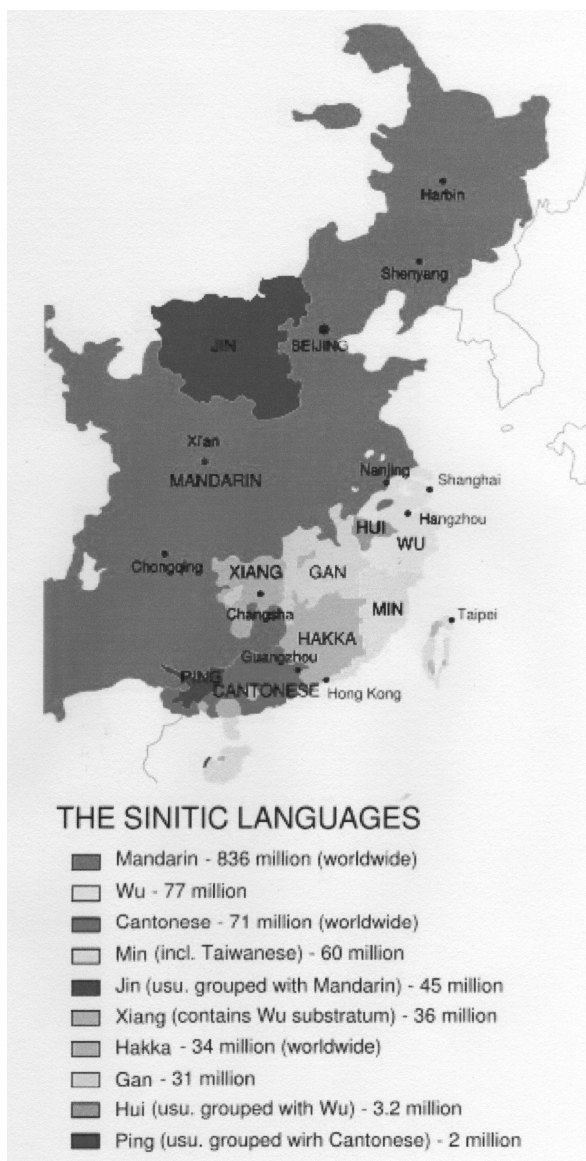 Harbin
Shenyang
JIN
BEIJING
Xi'an
MANDARIN
Nanjing
Shanghai
HUI
Hangzhou
WU
Chongqing
XIANG
GAN
Changsha
MIN
Taipei
HAKKA
Guangzhou
PING
CANTONESE
Hong Kong
THE SINITIC LANGUAGES
Mandarin - 836 million (worldwide)
Wu - 77 million
Cantonese - 71 million (worldwide)
Min (incl. Taiwanese) - 60 million
Jin (usu. grouped with Mandarin) - 45 million
Xiang (contains Wu substratum) - 36 million
Hakka - 34 million (worldwide)
Gan - 31 million
Hui (usu. grouped with Wu) - 3.2 million
Ping (usu. grouped wirh Cantonese) - 2 million